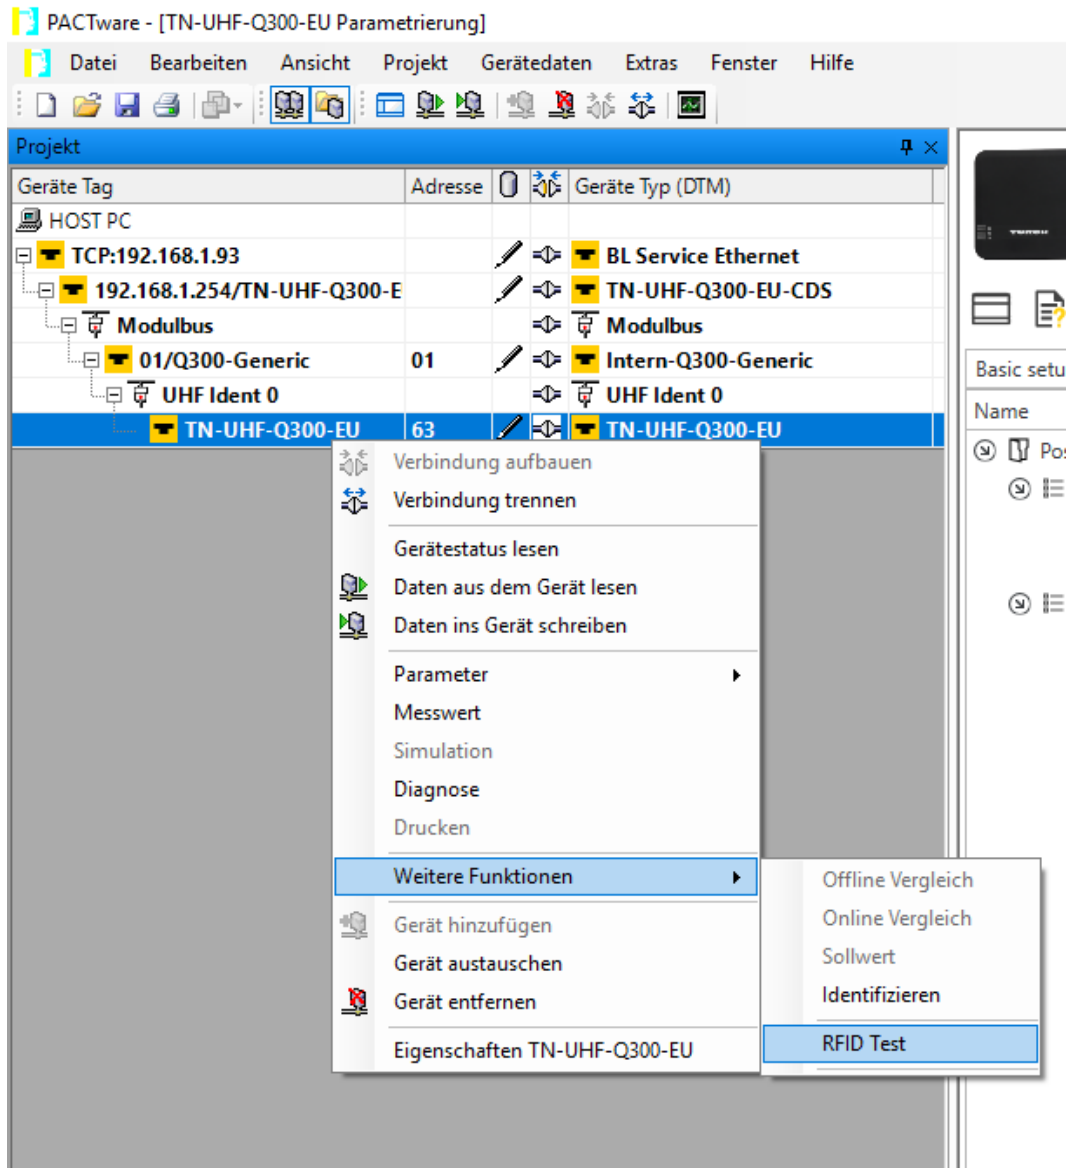 PACTware - [TN-UHF-Q300-EU Parametrierung]
Datei Bearbeiten Ansicht Projekt Gerätedaten Extras Fenster Hilfe
Projekt
Geräte Tag Adresse Geräte Typ (DTM)
HOST PC
TCP:192.168.1.93 BL Service Ethernet
192.168.1.254/TN-UHF-Q300-E TN-UHF-Q300-EU-CDS
Modulbus Modulbus
01/Q300-Generic 01 Intern-Q300-Generic
UHF Ident 0 UHF Ident 0
TN-UHF-Q300-EU 63 TN-UHF-Q300-EU
Verbindung aufbauen
Verbindung trennen
Gerätestatus lesen
Daten aus dem Gerät lesen
Daten ins Gerät schreiben
Parameter
Messwert
Simulation
Diagnose
Drucken
Weitere Funktionen
Gerät hinzufügen
Gerät austauschen
Gerät entfernen
Eigenschaften TN-UHF-Q300-EU
Offline Vergleich
Online Vergleich
Sollwert
Identifizieren
RFID Test
Basic setu
Name
Pos